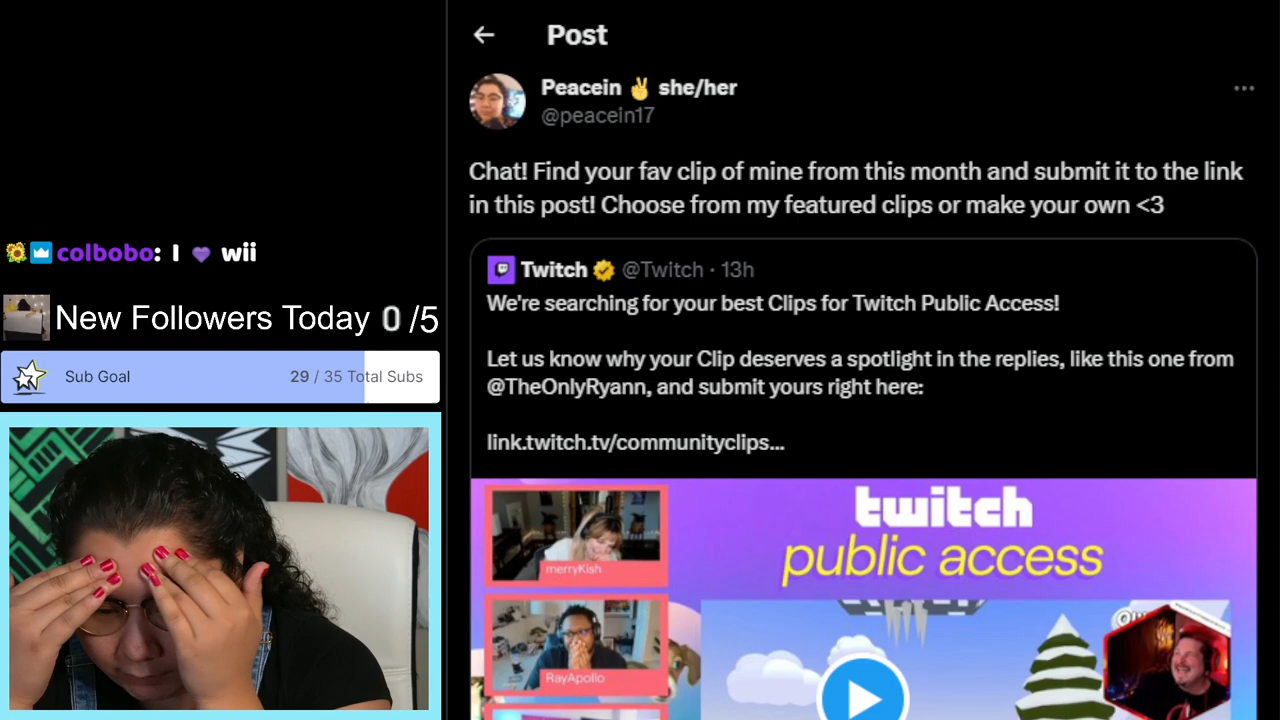 Post
Peacein ✌️ she/her
@peacein17
Chat! Find your fav clip of mine from this month and submit it to the link
in this post! Choose from my featured clips or make your own <3
Twitch @Twitch · 13h
We're searching for your best Clips for Twitch Public Access!
Let us know why your Clip deserves a spotlight in the replies, like this one from
@TheOnlyRyann, and submit yours right here:
link.twitch.tv/communityclips...
twitch
public access
merryKish
RayApollo
colbobo: I 💜 wii
New Followers Today 0 /5
Sub Goal 29 / 35 Total Subs